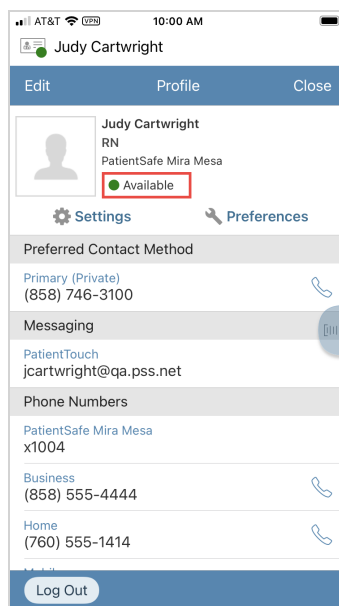 AT&T VPN 10:00 AM
Judy Cartwright
Edit Profile Close
Judy Cartwright
RN
PatientSafe Mira Mesa
Available
Settings Preferences
Preferred Contact Method
Primary (Private)
(858) 746-3100
Messaging
PatientTouch
jcartwright@qa.pss.net
Phone Numbers
PatientSafe Mira Mesa
x1004
Business
(858) 555-4444
Home
(760) 555-1414
Log Out